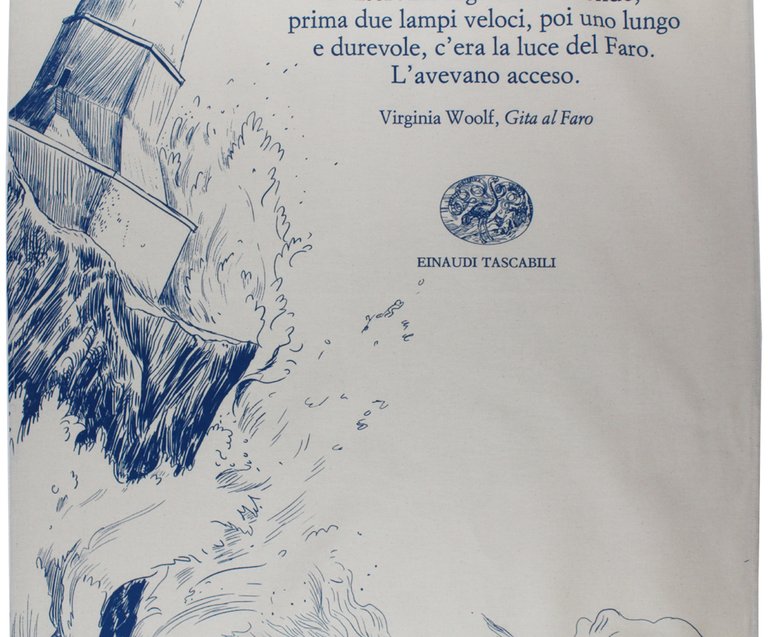 prima due lampi veloci, poi uno lungo
e durevole, c'era la luce del Faro.
L'avevano acceso.
Virginia Woolf, Gita al Faro
EINAUDI TASCABILI